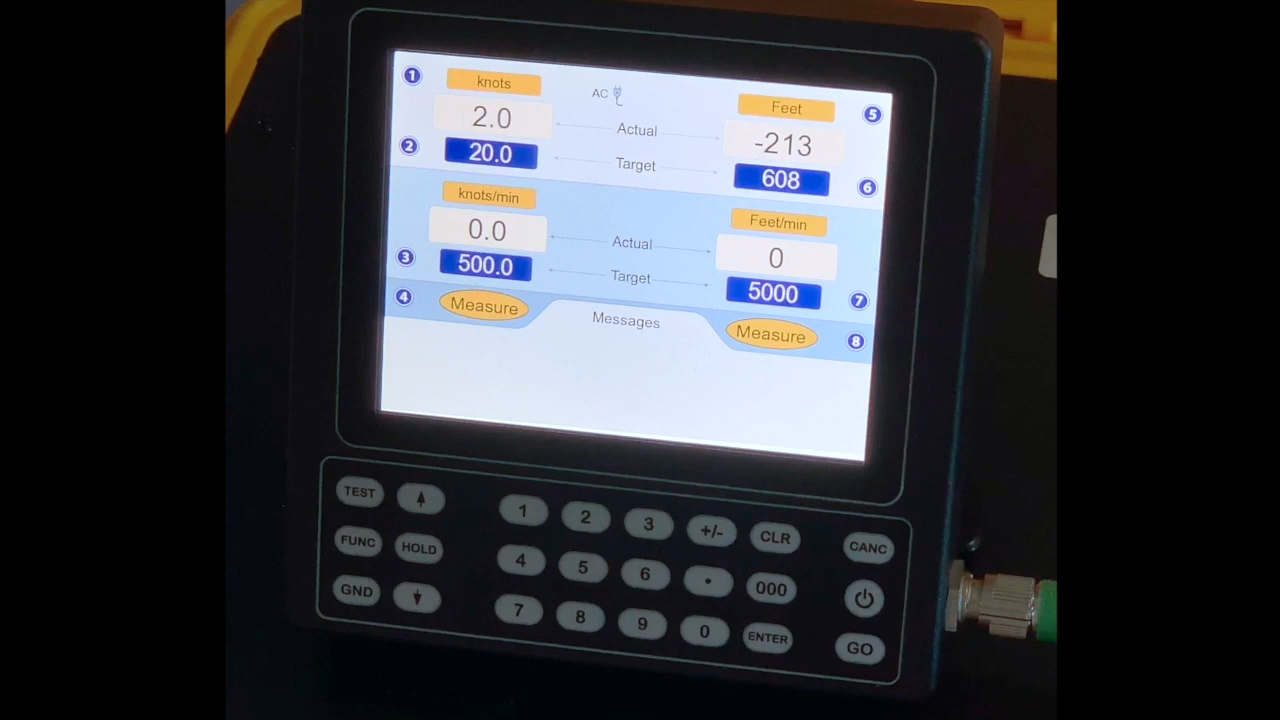 1 knots AC Feet 5
2.0 Actual -213
2 20.0 Target 608 6
knots/min Feet/min
0.0 Actual 0
3 500.0 Target 5000 7
4 Measure Messages Measure 8
TEST 1 2 3 +/- CLR CANC
FUNC HOLD 4 5 6 • 000
GND 7 8 9 0 ENTER GO